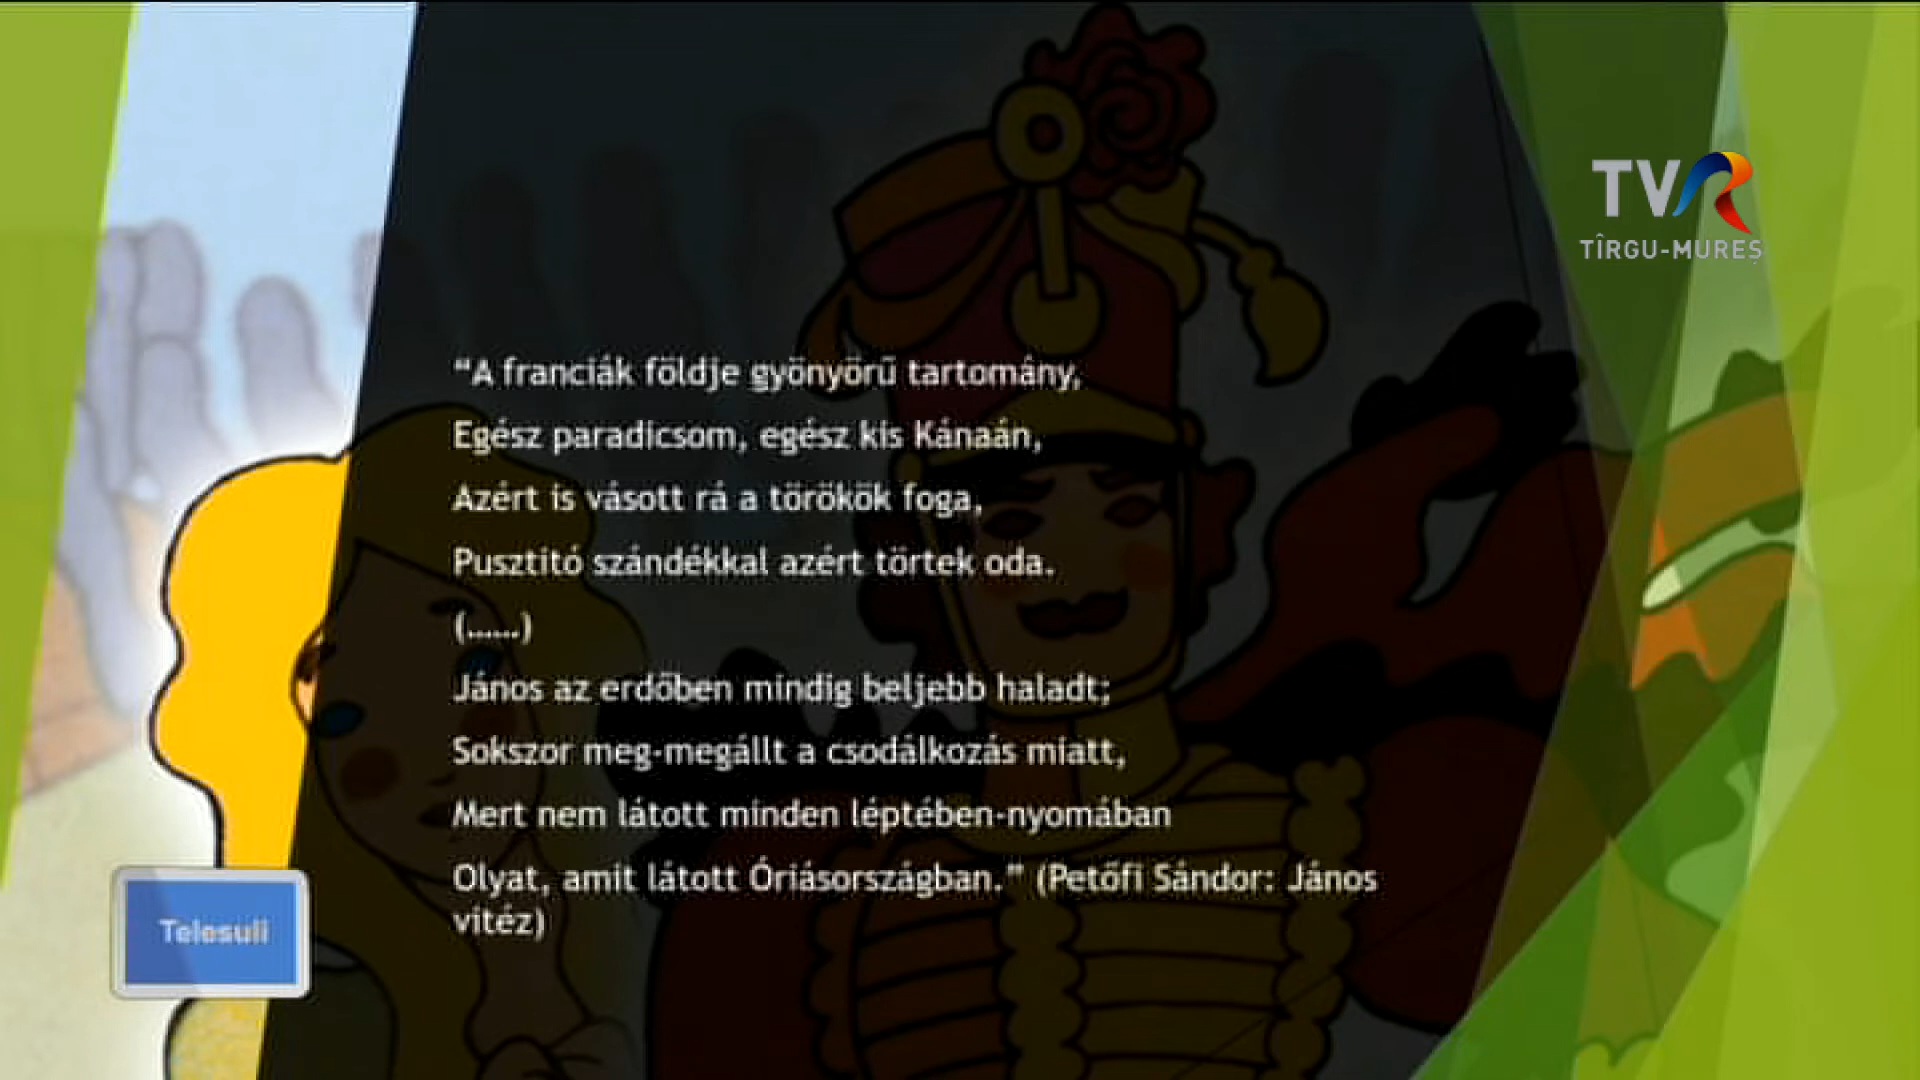 TVR
TÎRGU-MUREȘ
“A franciák földje gyönyörű tartomány,
Egész paradicsom, egész kis Kánaán,
Azért is vásott rá a törökök foga,
Pusztitó szándékkal azért törtek oda.
(......)
János az erdőben mindig beljebb haladt;
Sokszor meg-megállt a csodálkozás miatt,
Mert nem látott minden léptében-nyomában
Olyat, amit látott Óriásországban.” (Petőfi Sándor: János
vitéz)
Telesuli